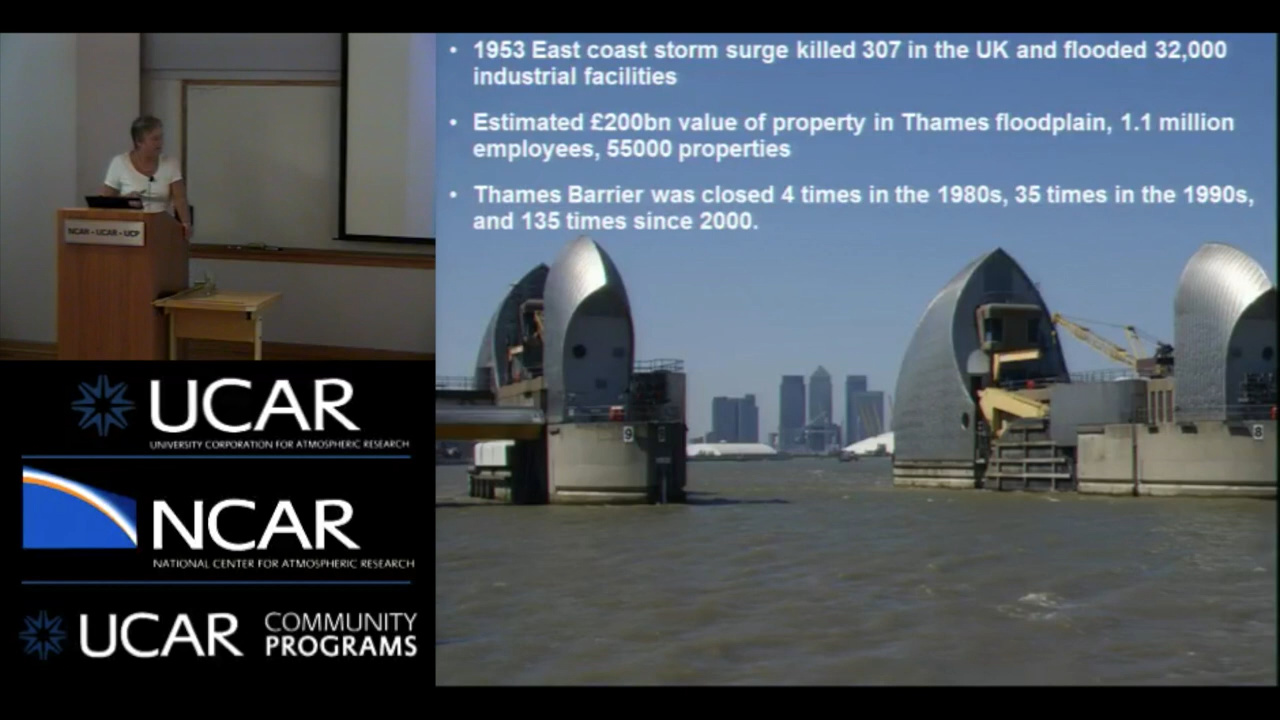 • 1953 East coast storm surge killed 307 in the UK and flooded 32,000
industrial facilities
• Estimated £200bn value of property in Thames floodplain, 1.1 million
employees, 55000 properties
• Thames Barrier was closed 4 times in the 1980s, 35 times in the 1990s,
and 135 times since 2000.
9
8
NCAR • UCAR • UCP
UCAR
UNIVERSITY CORPORATION FOR ATMOSPHERIC RESEARCH
NCAR
NATIONAL CENTER FOR ATMOSPHERIC RESEARCH
UCAR COMMUNITY
PROGRAMS